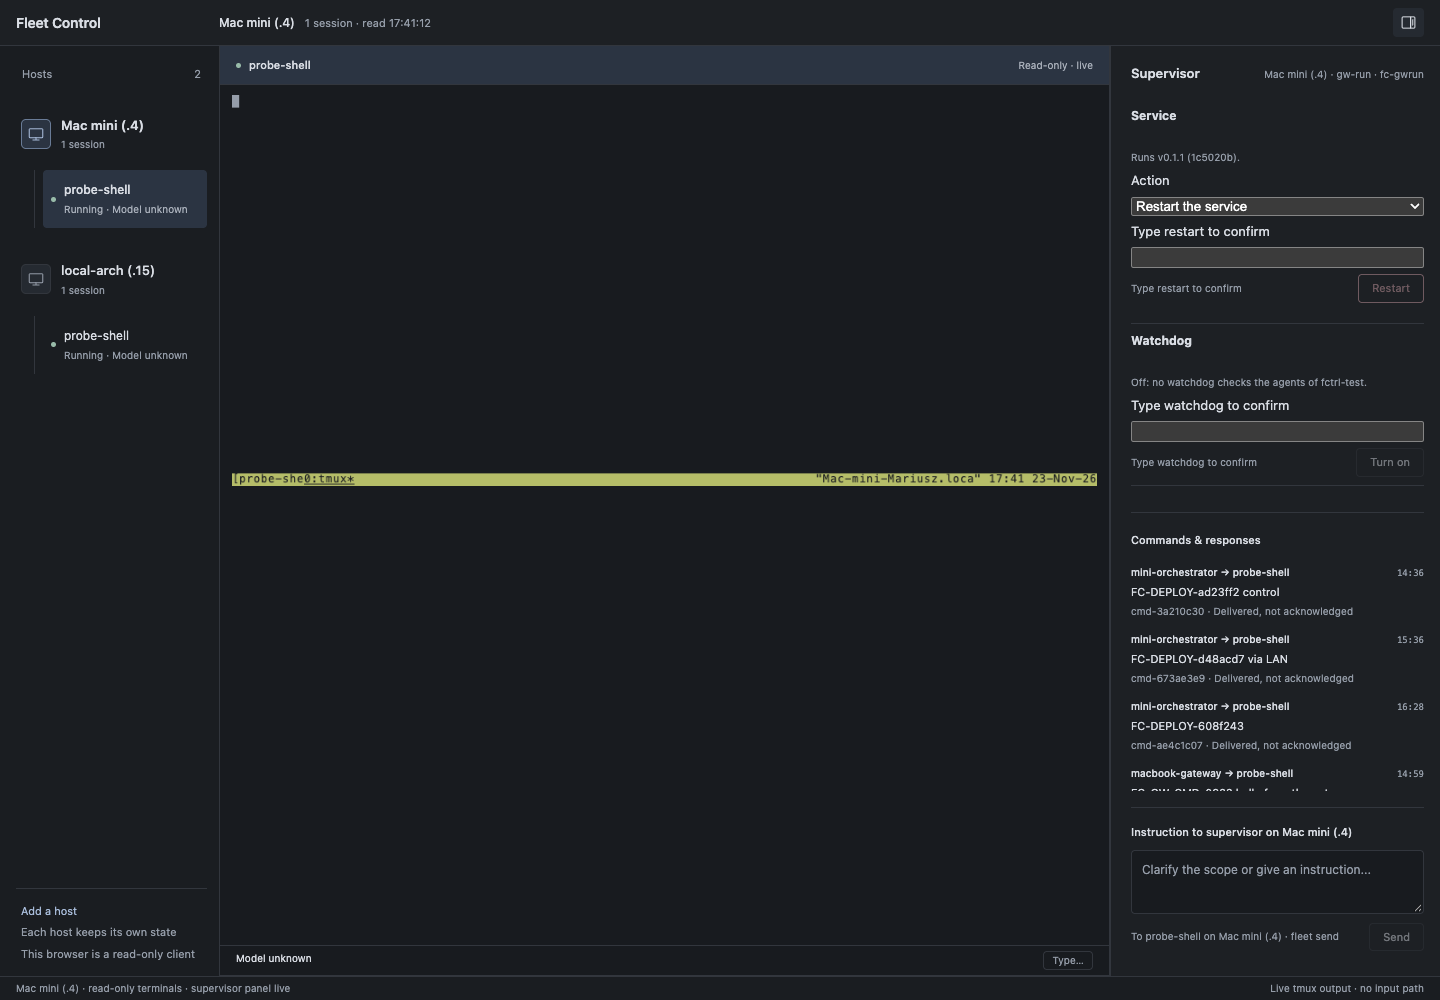 Fleet Control
Mac mini (.4) 1 session · read 17:41:12
Hosts 2
Mac mini (.4)
1 session
probe-shell
Running · Model unknown
local-arch (.15)
1 session
probe-shell
Running · Model unknown
Add a host
Each host keeps its own state
This browser is a read-only client
probe-shell Read-only · live
[probe-she0:tmux* "Mac-mini-Mariusz.loca" 17:41 23-Nov-26
Model unknown Type...
Supervisor Mac mini (.4) · gw-run · fc-gwrun
Service
Runs v0.1.1 (1c5020b).
Action
Restart the service
Type restart to confirm
Type restart to confirm Restart
Watchdog
Off: no watchdog checks the agents of fctrl-test.
Type watchdog to confirm
Type watchdog to confirm Turn on
Commands & responses
mini-orchestrator → probe-shell 14:36
FC-DEPLOY-ad23ff2 control
cmd-3a210c30 · Delivered, not acknowledged
mini-orchestrator → probe-shell 15:36
FC-DEPLOY-d48acd7 via LAN
cmd-673ae3e9 · Delivered, not acknowledged
mini-orchestrator → probe-shell 16:28
FC-DEPLOY-608f243
cmd-ae4c1c07 · Delivered, not acknowledged
macbook-gateway → probe-shell 14:59
Instruction to supervisor on Mac mini (.4)
Clarify the scope or give an instruction...
To probe-shell on Mac mini (.4) · fleet send Send
Mac mini (.4) · read-only terminals · supervisor panel live
Live tmux output · no input path